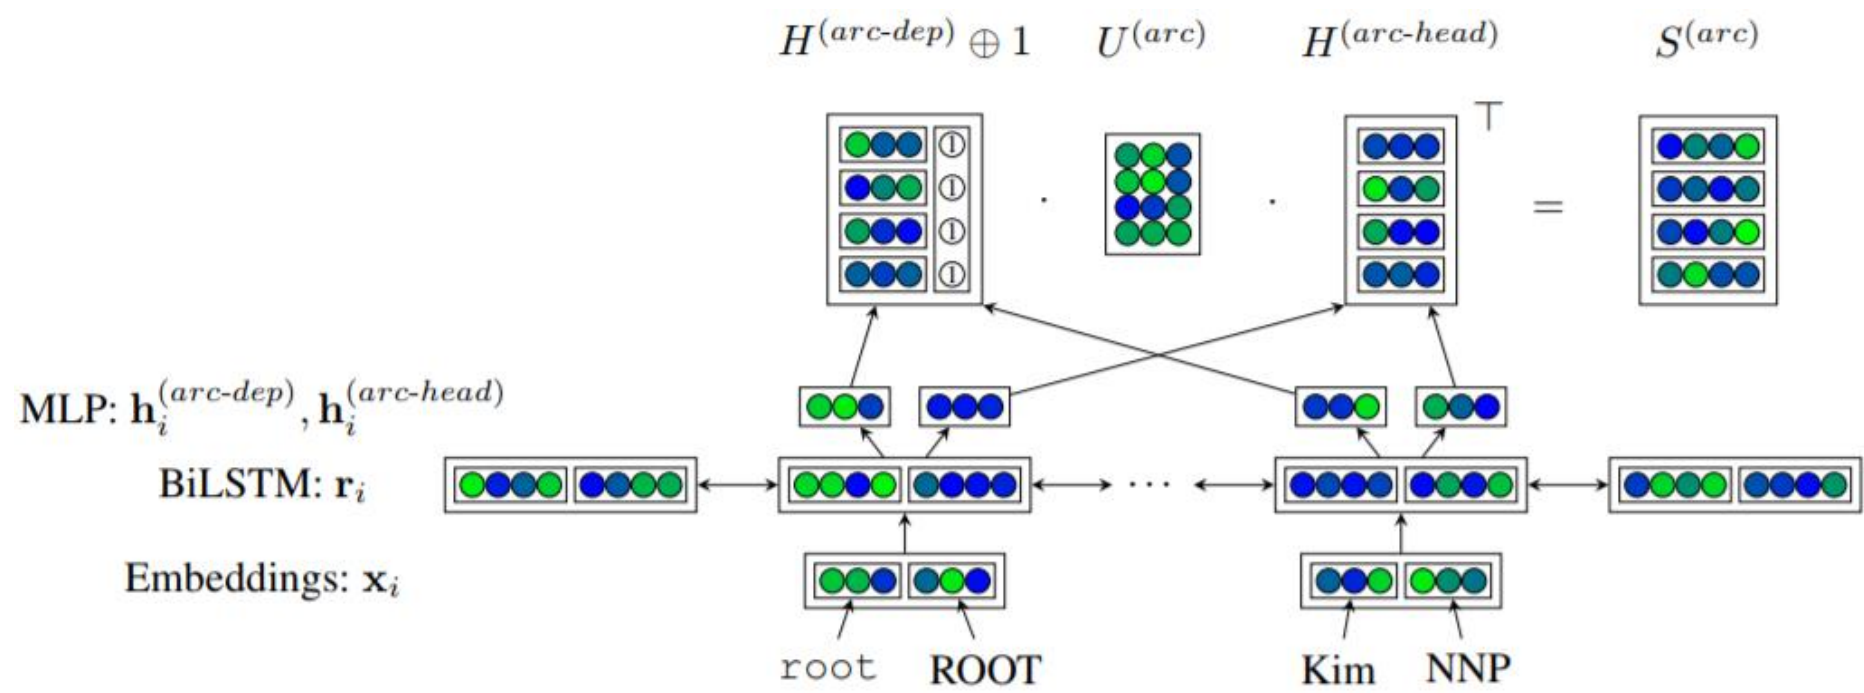 H^(arc-dep) ⊕ 1 U^(arc) H^(arc-head) S^(arc)
⊤
1
1
· · =
1
1
MLP: h_i^(arc-dep), h_i^(arc-head)
BiLSTM: r_i ...
Embeddings: x_i
root ROOT Kim NNP